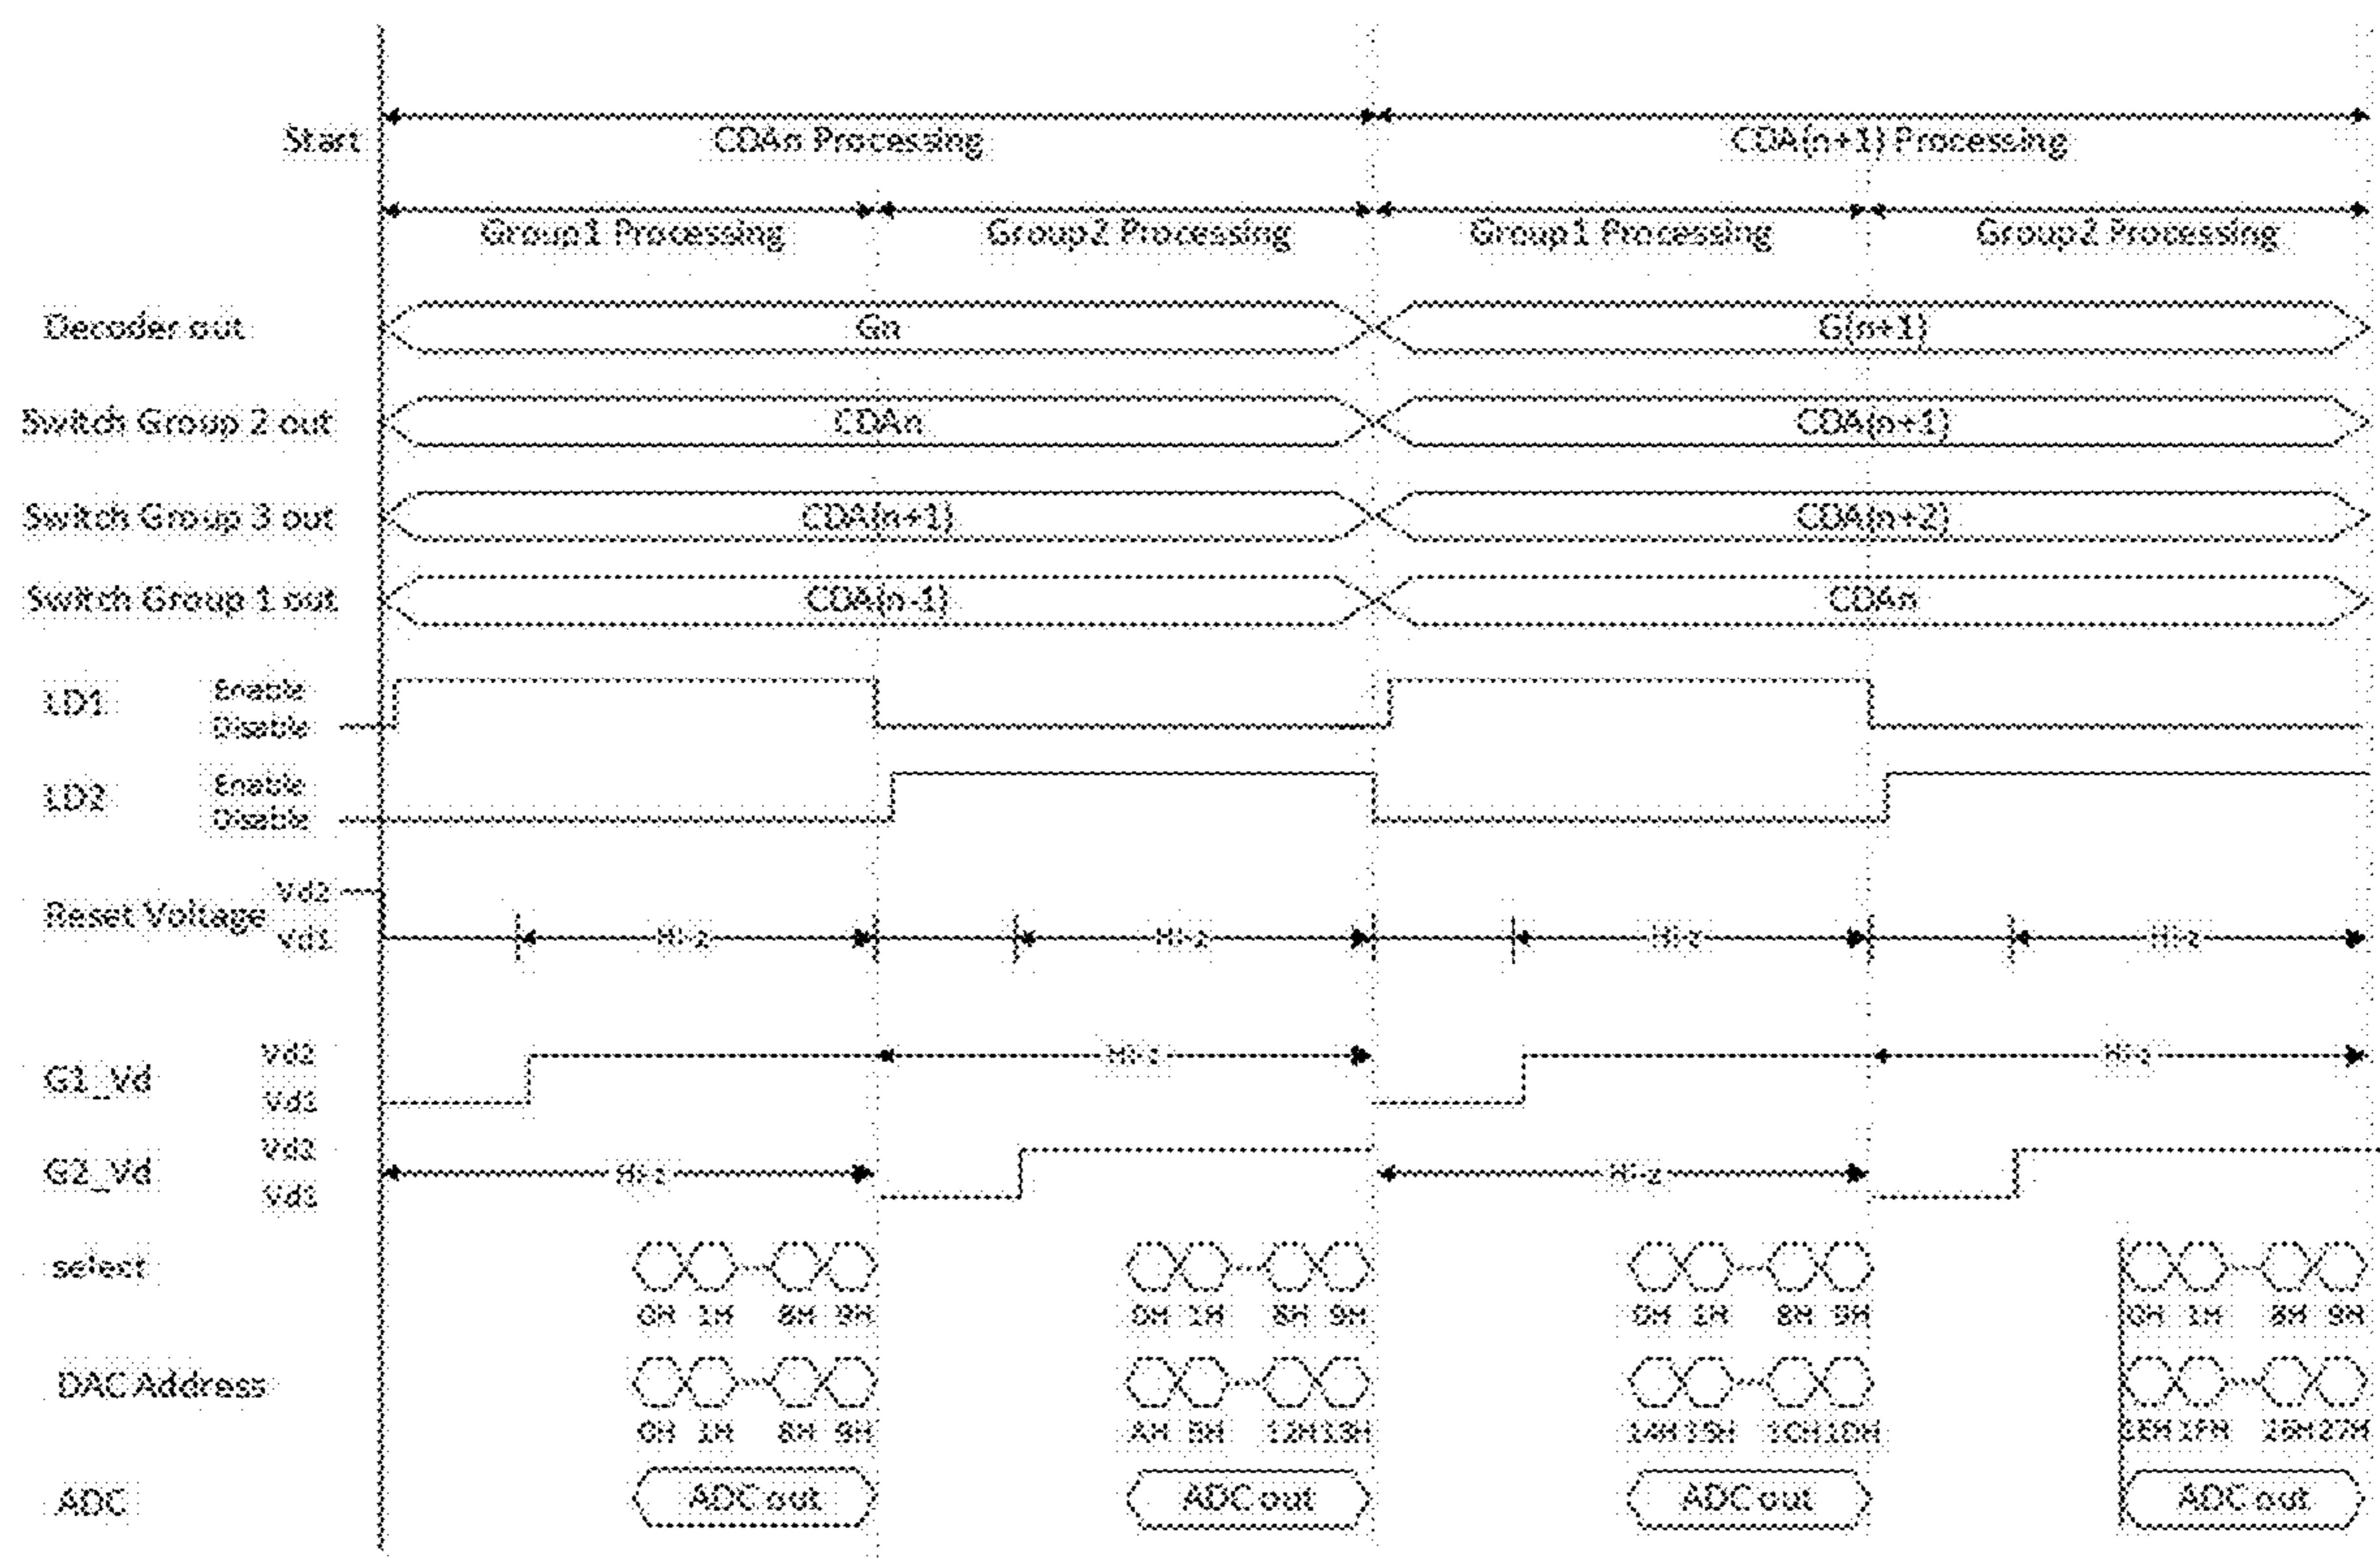 Start
CDAn Processing
CDA(n+1) Processing
Group1 Processing
Group2 Processing
Group1 Processing
Group2 Processing
Decoder out
Gn
G(n+1)
Switch Group 2 out
CDAn
CDA(n+1)
Switch Group 3 out
CDA(n+1)
CDA(n+2)
Switch Group 1 out
CDA(n-1)
CDAn
LD1
Enable
Disable
LD2
Enable
Disable
Reset Voltage
Vd2
Vd1
Hi-z
Hi-z
Hi-z
Hi-z
G1_Vd
Vd2
Vd1
Hi-z
Hi-z
G2_Vd
Vd2
Vd1
Hi-z
Hi-z
select
0H 1H 8H 9H
0H 1H 8H 9H
0H 1H 8H 9H
0H 1H 8H 9H
DAC Address
0H 1H 8H 9H
AH BH 12H 13H
14H 15H 1CH 1DH
1EH 1FH 26H 27H
ADC
ADC out
ADC out
ADC out
ADC out